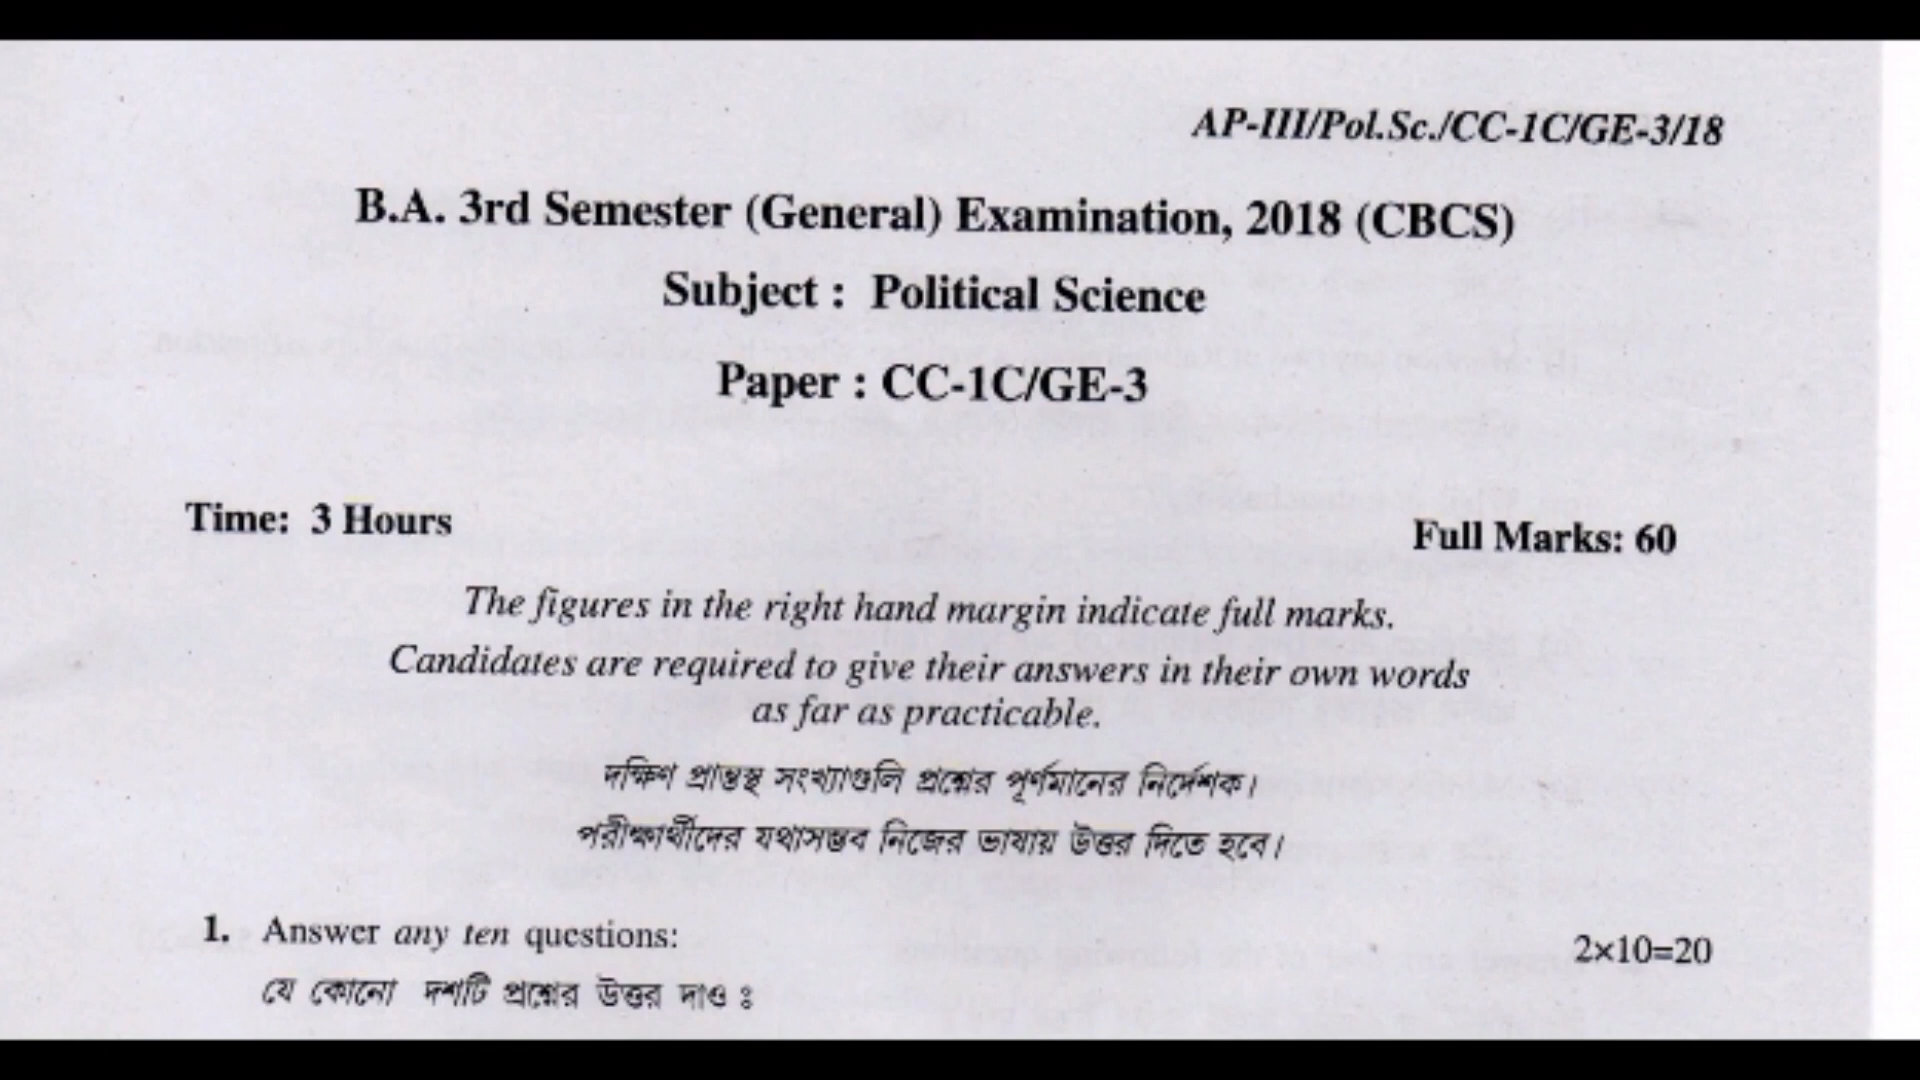 AP-III/Pol.Sc./CC-1C/GE-3/18
B.A. 3rd Semester (General) Examination, 2018 (CBCS)
Subject : Political Science
Paper : CC-1C/GE-3
Time: 3 Hours
Full Marks: 60
The figures in the right hand margin indicate full marks.
Candidates are required to give their answers in their own words
as far as practicable.
দক্ষিণ প্রান্তস্থ সংখ্যাগুলি প্রশ্নের পূর্ণমানের নির্দেশক।
পরীক্ষার্থীদের যথাসম্ভব নিজের ভাষায় উত্তর দিতে হবে।
1. Answer any ten questions:
2×10=20
যে কোনো দশটি প্রশ্নের উত্তর দাও ঃ